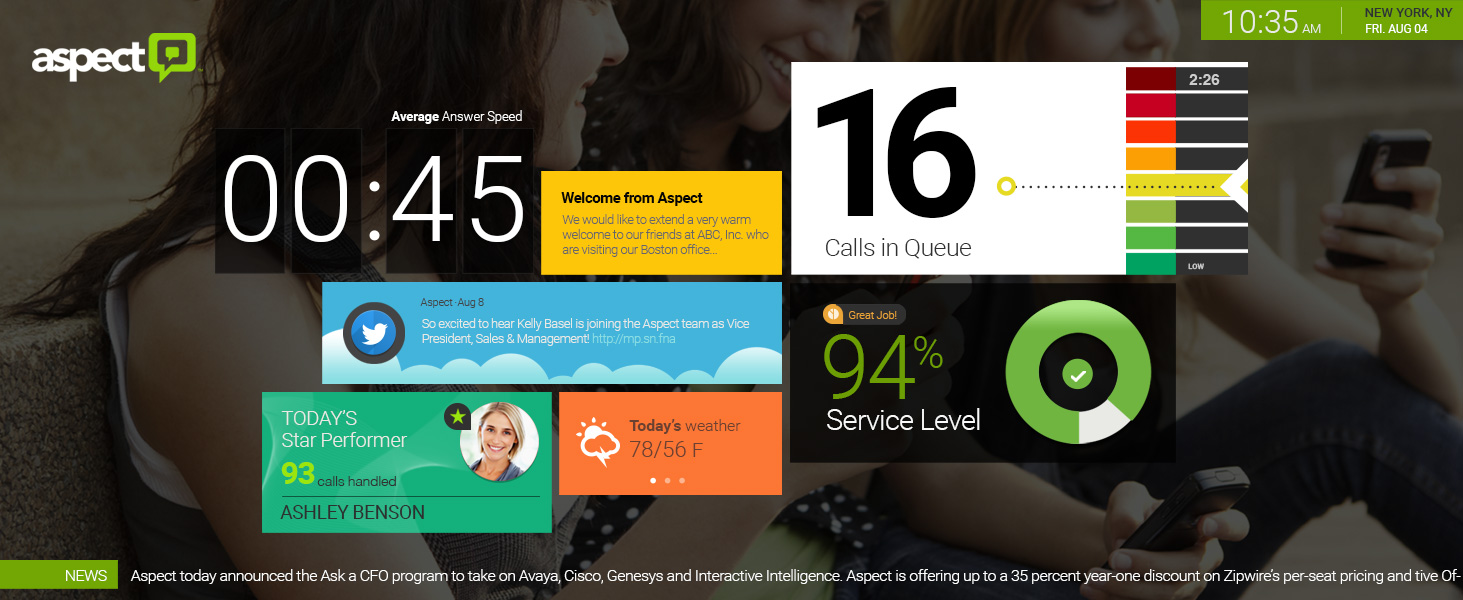 aspect
10:35 AM
NEW YORK, NY
FRI. AUG 04
Average Answer Speed
00:45
Welcome from Aspect
We would like to extend a very warm
welcome to our friends at ABC, Inc. who
are visiting our Boston office...
16
Calls in Queue
2:26
LOW
Aspect · Aug 8
So excited to hear Kelly Basel is joining the Aspect team as Vice
President, Sales & Management! http://mp.sn.fna
Great Job!
94%
Service Level
TODAY'S
Star Performer
93 calls handled
ASHLEY BENSON
Today's weather
78/56 F
NEWS
Aspect today announced the Ask a CFO program to take on Avaya, Cisco, Genesys and Interactive Intelligence. Aspect is offering up to a 35 percent year-one discount on Zipwire's per-seat pricing and tive Of-